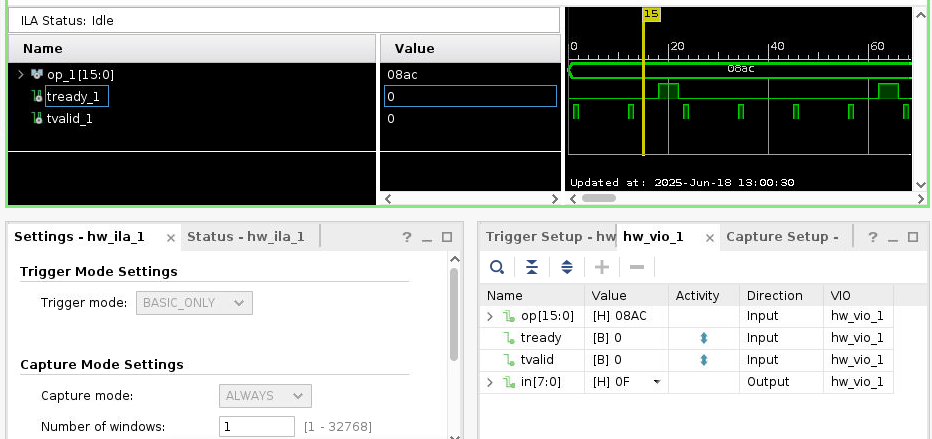 ILA Status: Idle
Name Value
op_1[15:0] 08ac
tready_1 0
tvalid_1 0
15
0 20 40 60
08ac
Updated at: 2025-Jun-18 13:00:30
Settings - hw_ila_1 × Status - hw_ila_1 ?
Trigger Mode Settings
Trigger mode: BASIC_ONLY
Capture Mode Settings
Capture mode: ALWAYS
Number of windows: 1 [1 - 32768]
Trigger Setup - hw hw_vio_1 × Capture Setup - ?
Name Value Activity Direction VIO
op[15:0] [H] 08AC Input hw_vio_1
tready [B] 0 Input hw_vio_1
tvalid [B] 0 Input hw_vio_1
in[7:0] [H] 0F Output hw_vio_1